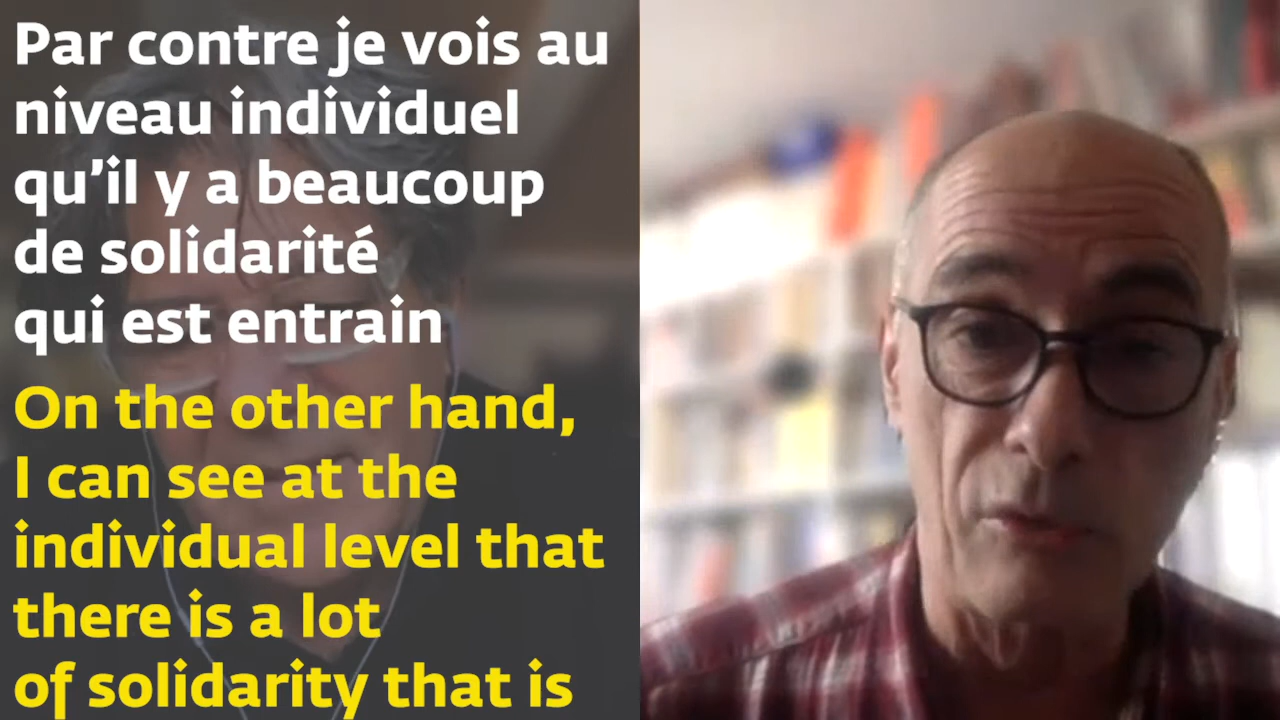 Par contre je vois au
niveau individuel
qu’il y a beaucoup
de solidarité
qui est entrain
On the other hand,
I can see at the
individual level that
there is a lot
of solidarity that is